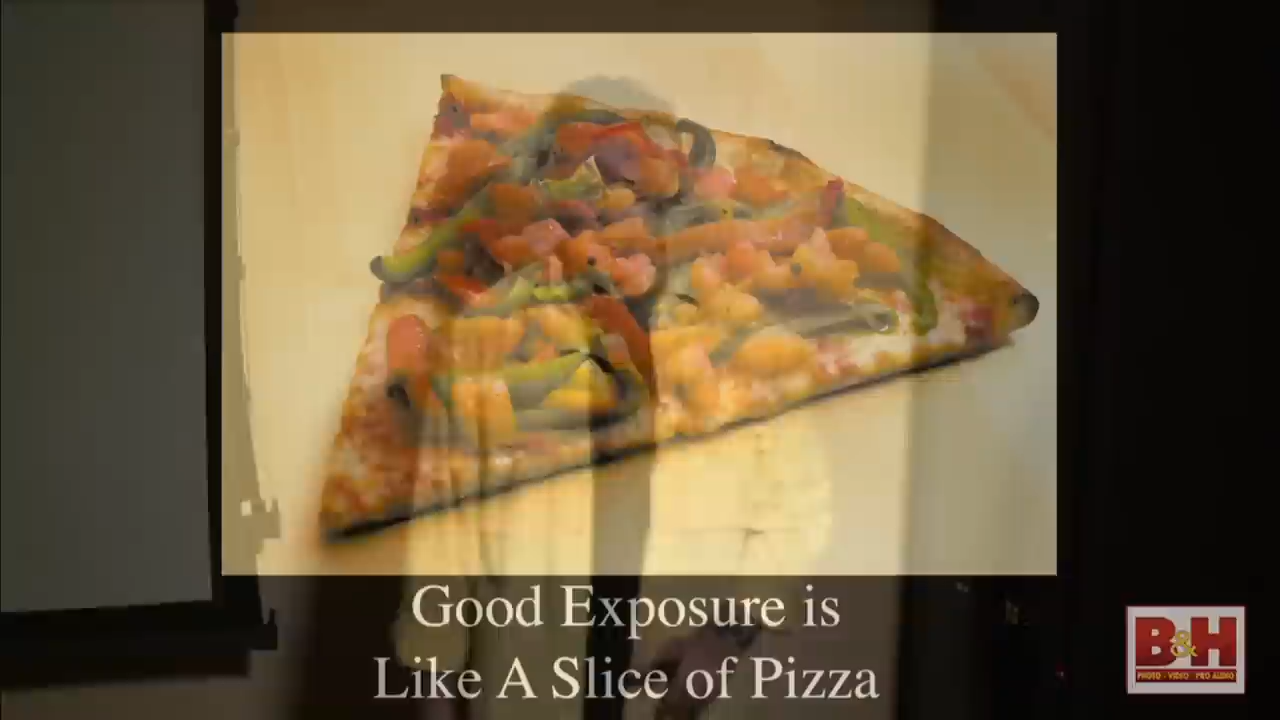 Good Exposure is
Like A Slice of Pizza
B&H
PHOTO - VIDEO - PRO AUDIO